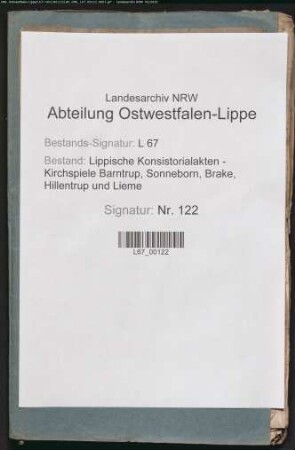 Landesarchiv NRW
Abteilung Ostwestfalen-Lippe
Bestands-Signatur: L 67
Bestand: Lippische Konsistorialakten -
Kirchspiele Barntrup, Sonneborn, Brake,
Hillentrup und Lieme
Signatur: Nr. 122
L67_00122